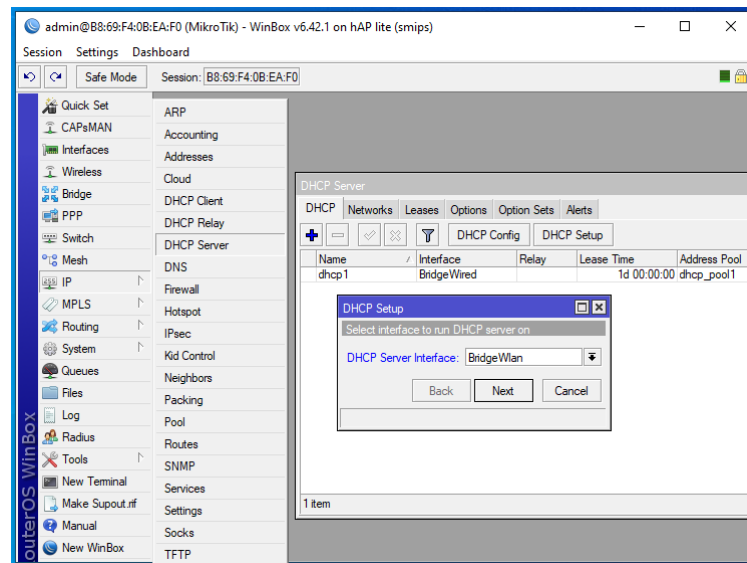 admin@B8:69:F4:0B:EA:F0 (MikroTik) - WinBox v6.42.1 on hAP lite (smips)
Session Settings Dashboard
Safe Mode Session: B8:69:F4:0B:EA:F0
Quick Set
CAPsMAN
Interfaces
Wireless
Bridge
PPP
Switch
Mesh
IP
MPLS
Routing
System
Queues
Files
Log
Radius
Tools
New Terminal
Make Supout.rif
Manual
New WinBox
outerOS WinBox
ARP
Accounting
Addresses
Cloud
DHCP Client
DHCP Relay
DHCP Server
DNS
Firewall
Hotspot
IPsec
Kid Control
Neighbors
Packing
Pool
Routes
SNMP
Services
Settings
Socks
TFTP
DHCP Server
DHCP Networks Leases Options Option Sets Alerts
DHCP Config DHCP Setup
Name / Interface Relay Lease Time Address Pool
dhcp1 BridgeWired 1d 00:00:00 dhcp_pool1
DHCP Setup
Select interface to run DHCP server on
DHCP Server Interface: BridgeWlan
Back Next Cancel
1 item